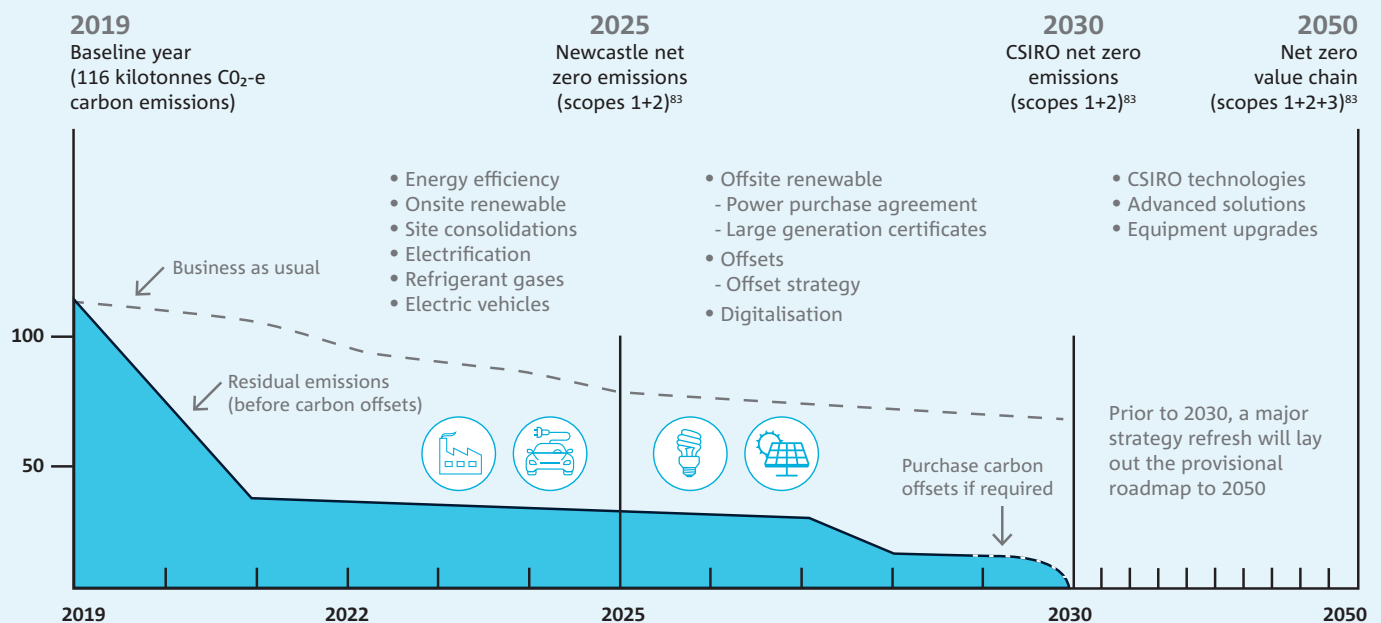 2019
Baseline year
(116 kilotonnes CO₂-e
carbon emissions)
2025
Newcastle net
zero emissions
(scopes 1+2)⁸³
2030
CSIRO net zero
emissions
(scopes 1+2)⁸³
2050
Net zero
value chain
(scopes 1+2+3)⁸³
• Energy efficiency
• Onsite renewable
• Site consolidations
• Electrification
• Refrigerant gases
• Electric vehicles
• Offsite renewable
- Power purchase agreement
- Large generation certificates
• Offsets
- Offset strategy
• Digitalisation
• CSIRO technologies
• Advanced solutions
• Equipment upgrades
Business as usual
100
Residual emissions
(before carbon offsets)
50
Purchase carbon
offsets if required
Prior to 2030, a major
strategy refresh will lay
out the provisional
roadmap to 2050
2019
2022
2025
2030
2050